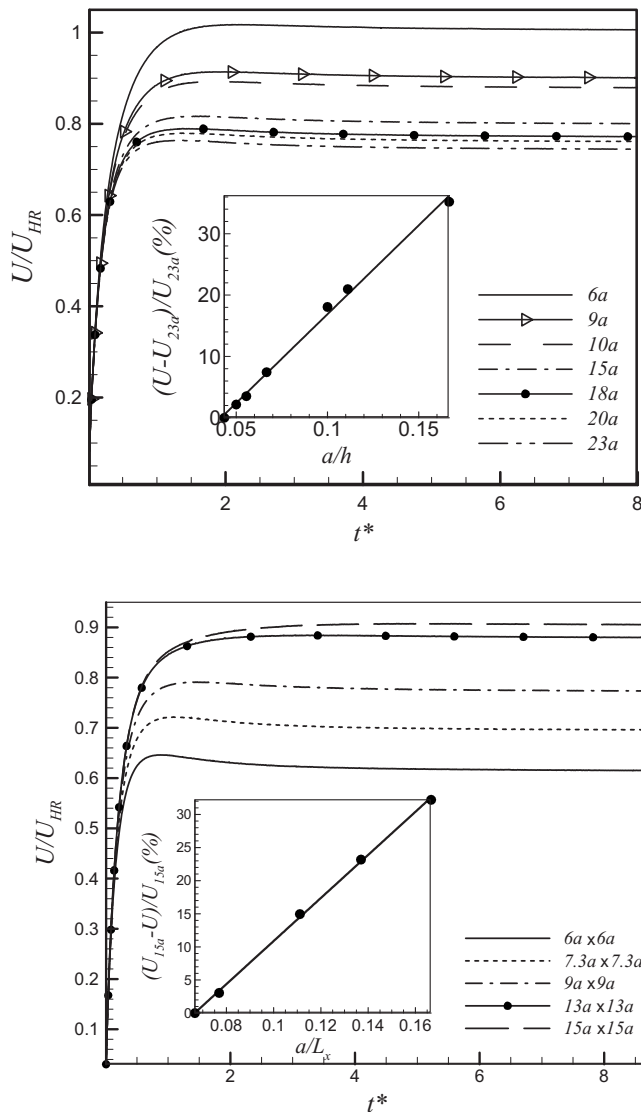 1
0.8
0.6
0.4
0.2
U/U_HR
2
4
6
8
t*
30
20
10
0
(U-U_23a)/U_23a(%)
0.05
0.1
0.15
a/h
6a
9a
10a
15a
18a
20a
23a
0.9
0.8
0.7
0.6
0.5
0.4
0.3
0.2
0.1
U/U_HR
2
4
6
8
t*
30
25
20
15
10
5
0
(U_15a-U)/U_15a(%)
0.08
0.1
0.12
0.14
0.16
a/L_x
6a x6a
7.3a x7.3a
9a x9a
13a x13a
15a x15a